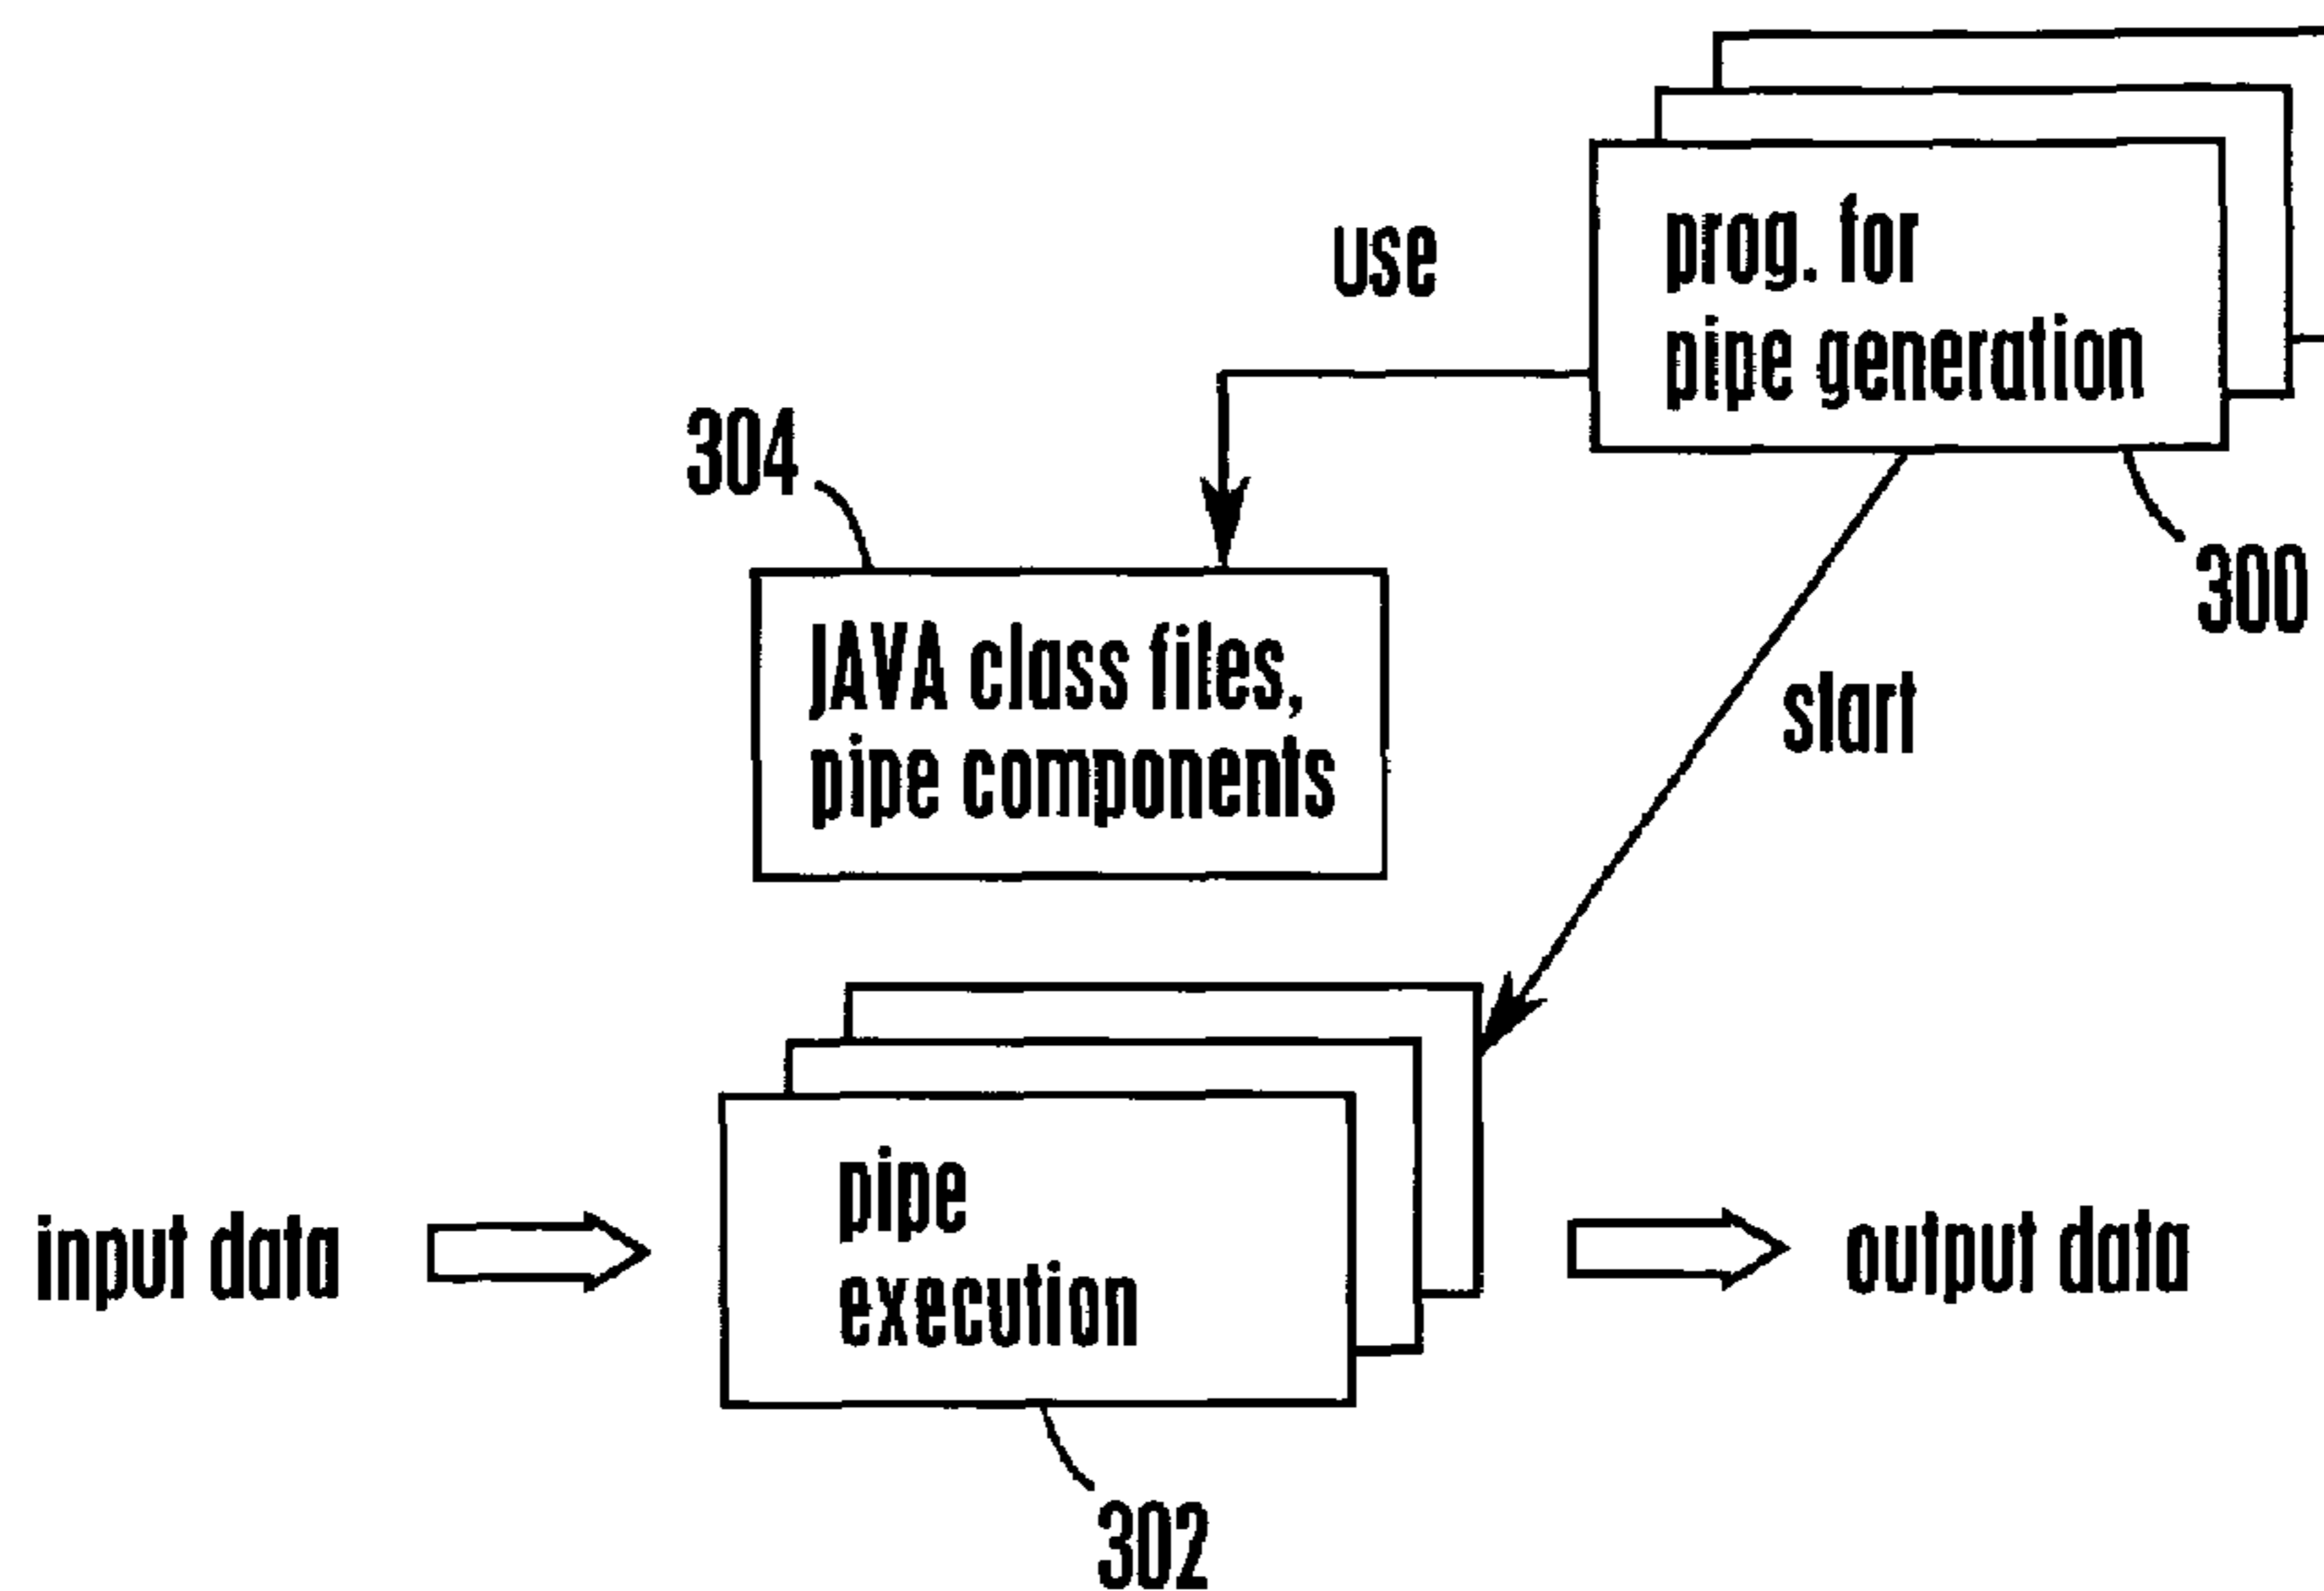 prog. for
pipe generation
use
304
300
JAVA class files,
pipe components
start
pipe
execution
input data
output data
302